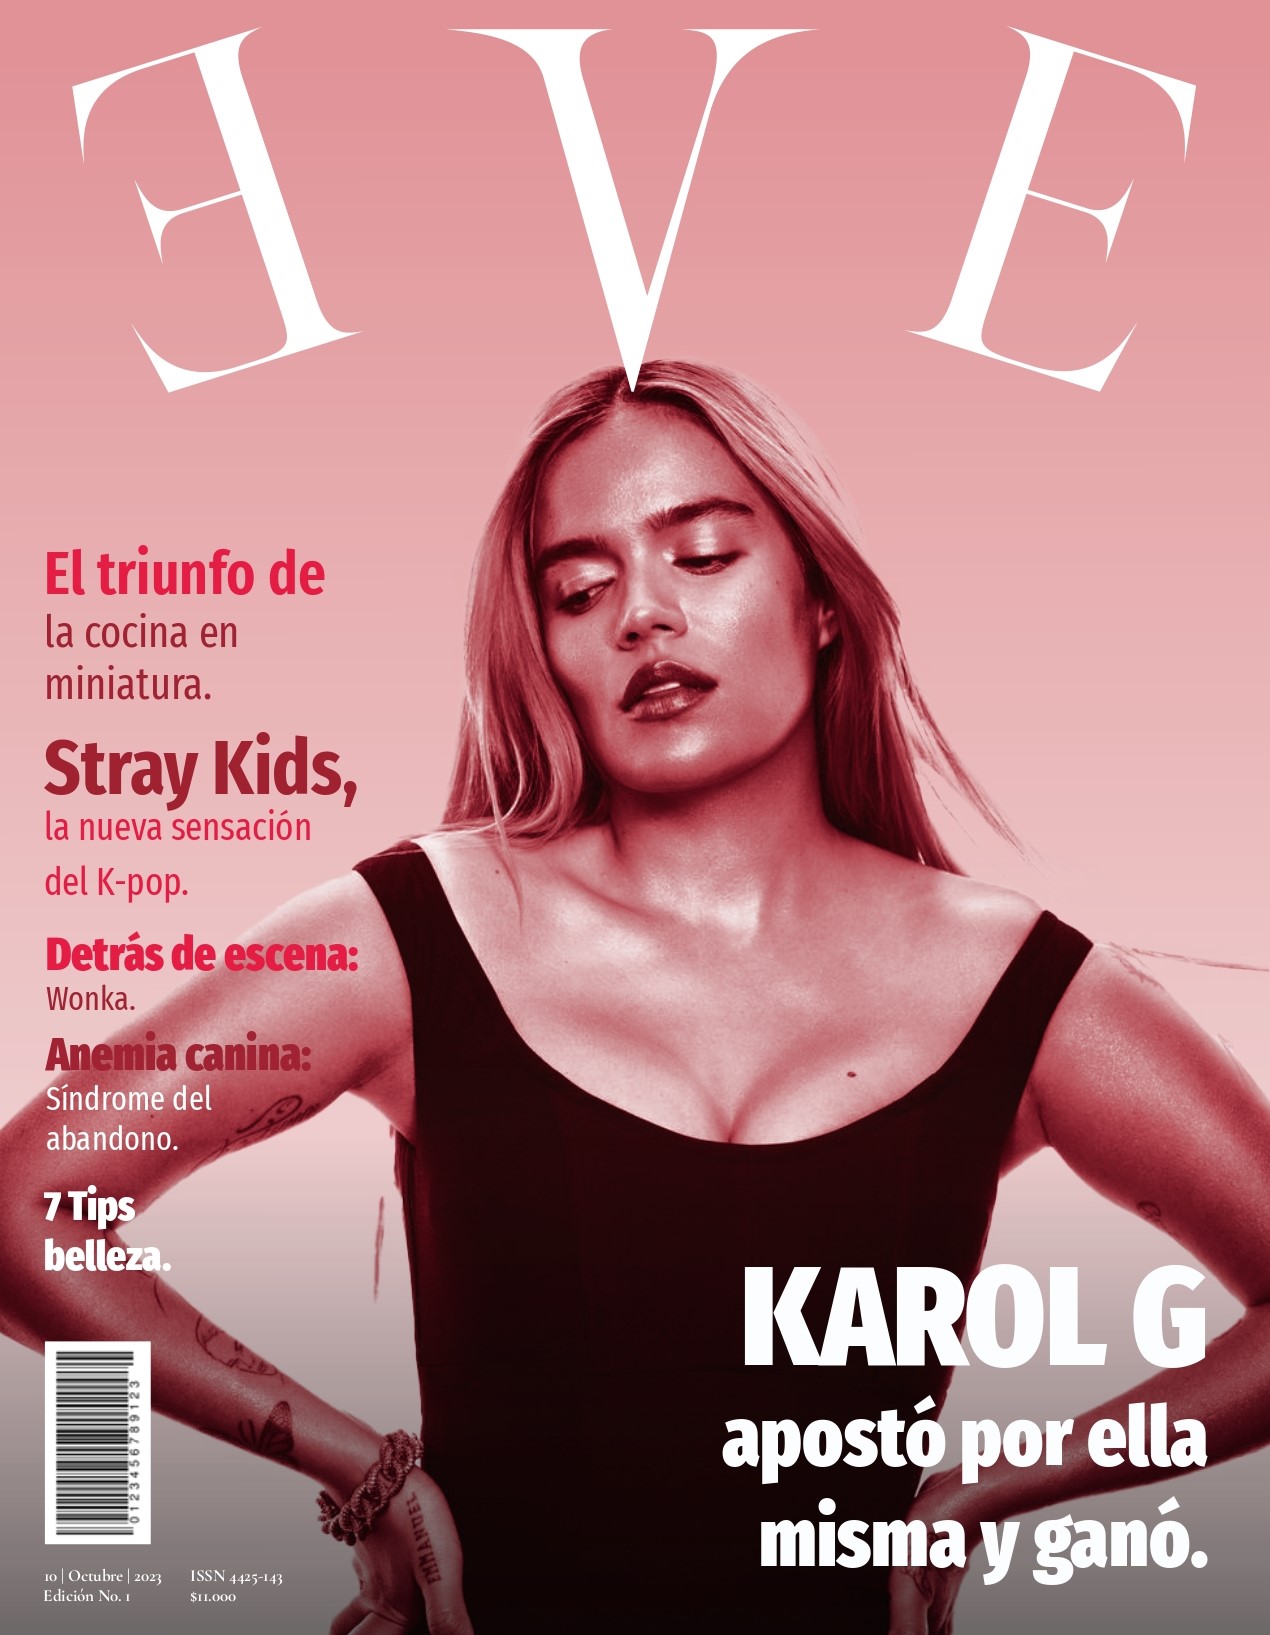 EVE
El triunfo de
la cocina en
miniatura.
Stray Kids,
la nueva sensación
del K-pop.
Detrás de escena:
Wonka.
Anemia canina:
Síndrome del
abandono.
7 Tips
belleza.
KAROL G
apostó por ella
misma y ganó.
EMMANUEL
0123456789123
10 | Octubre | 2023
Edición No. 1
ISSN 4425-143
$11.000